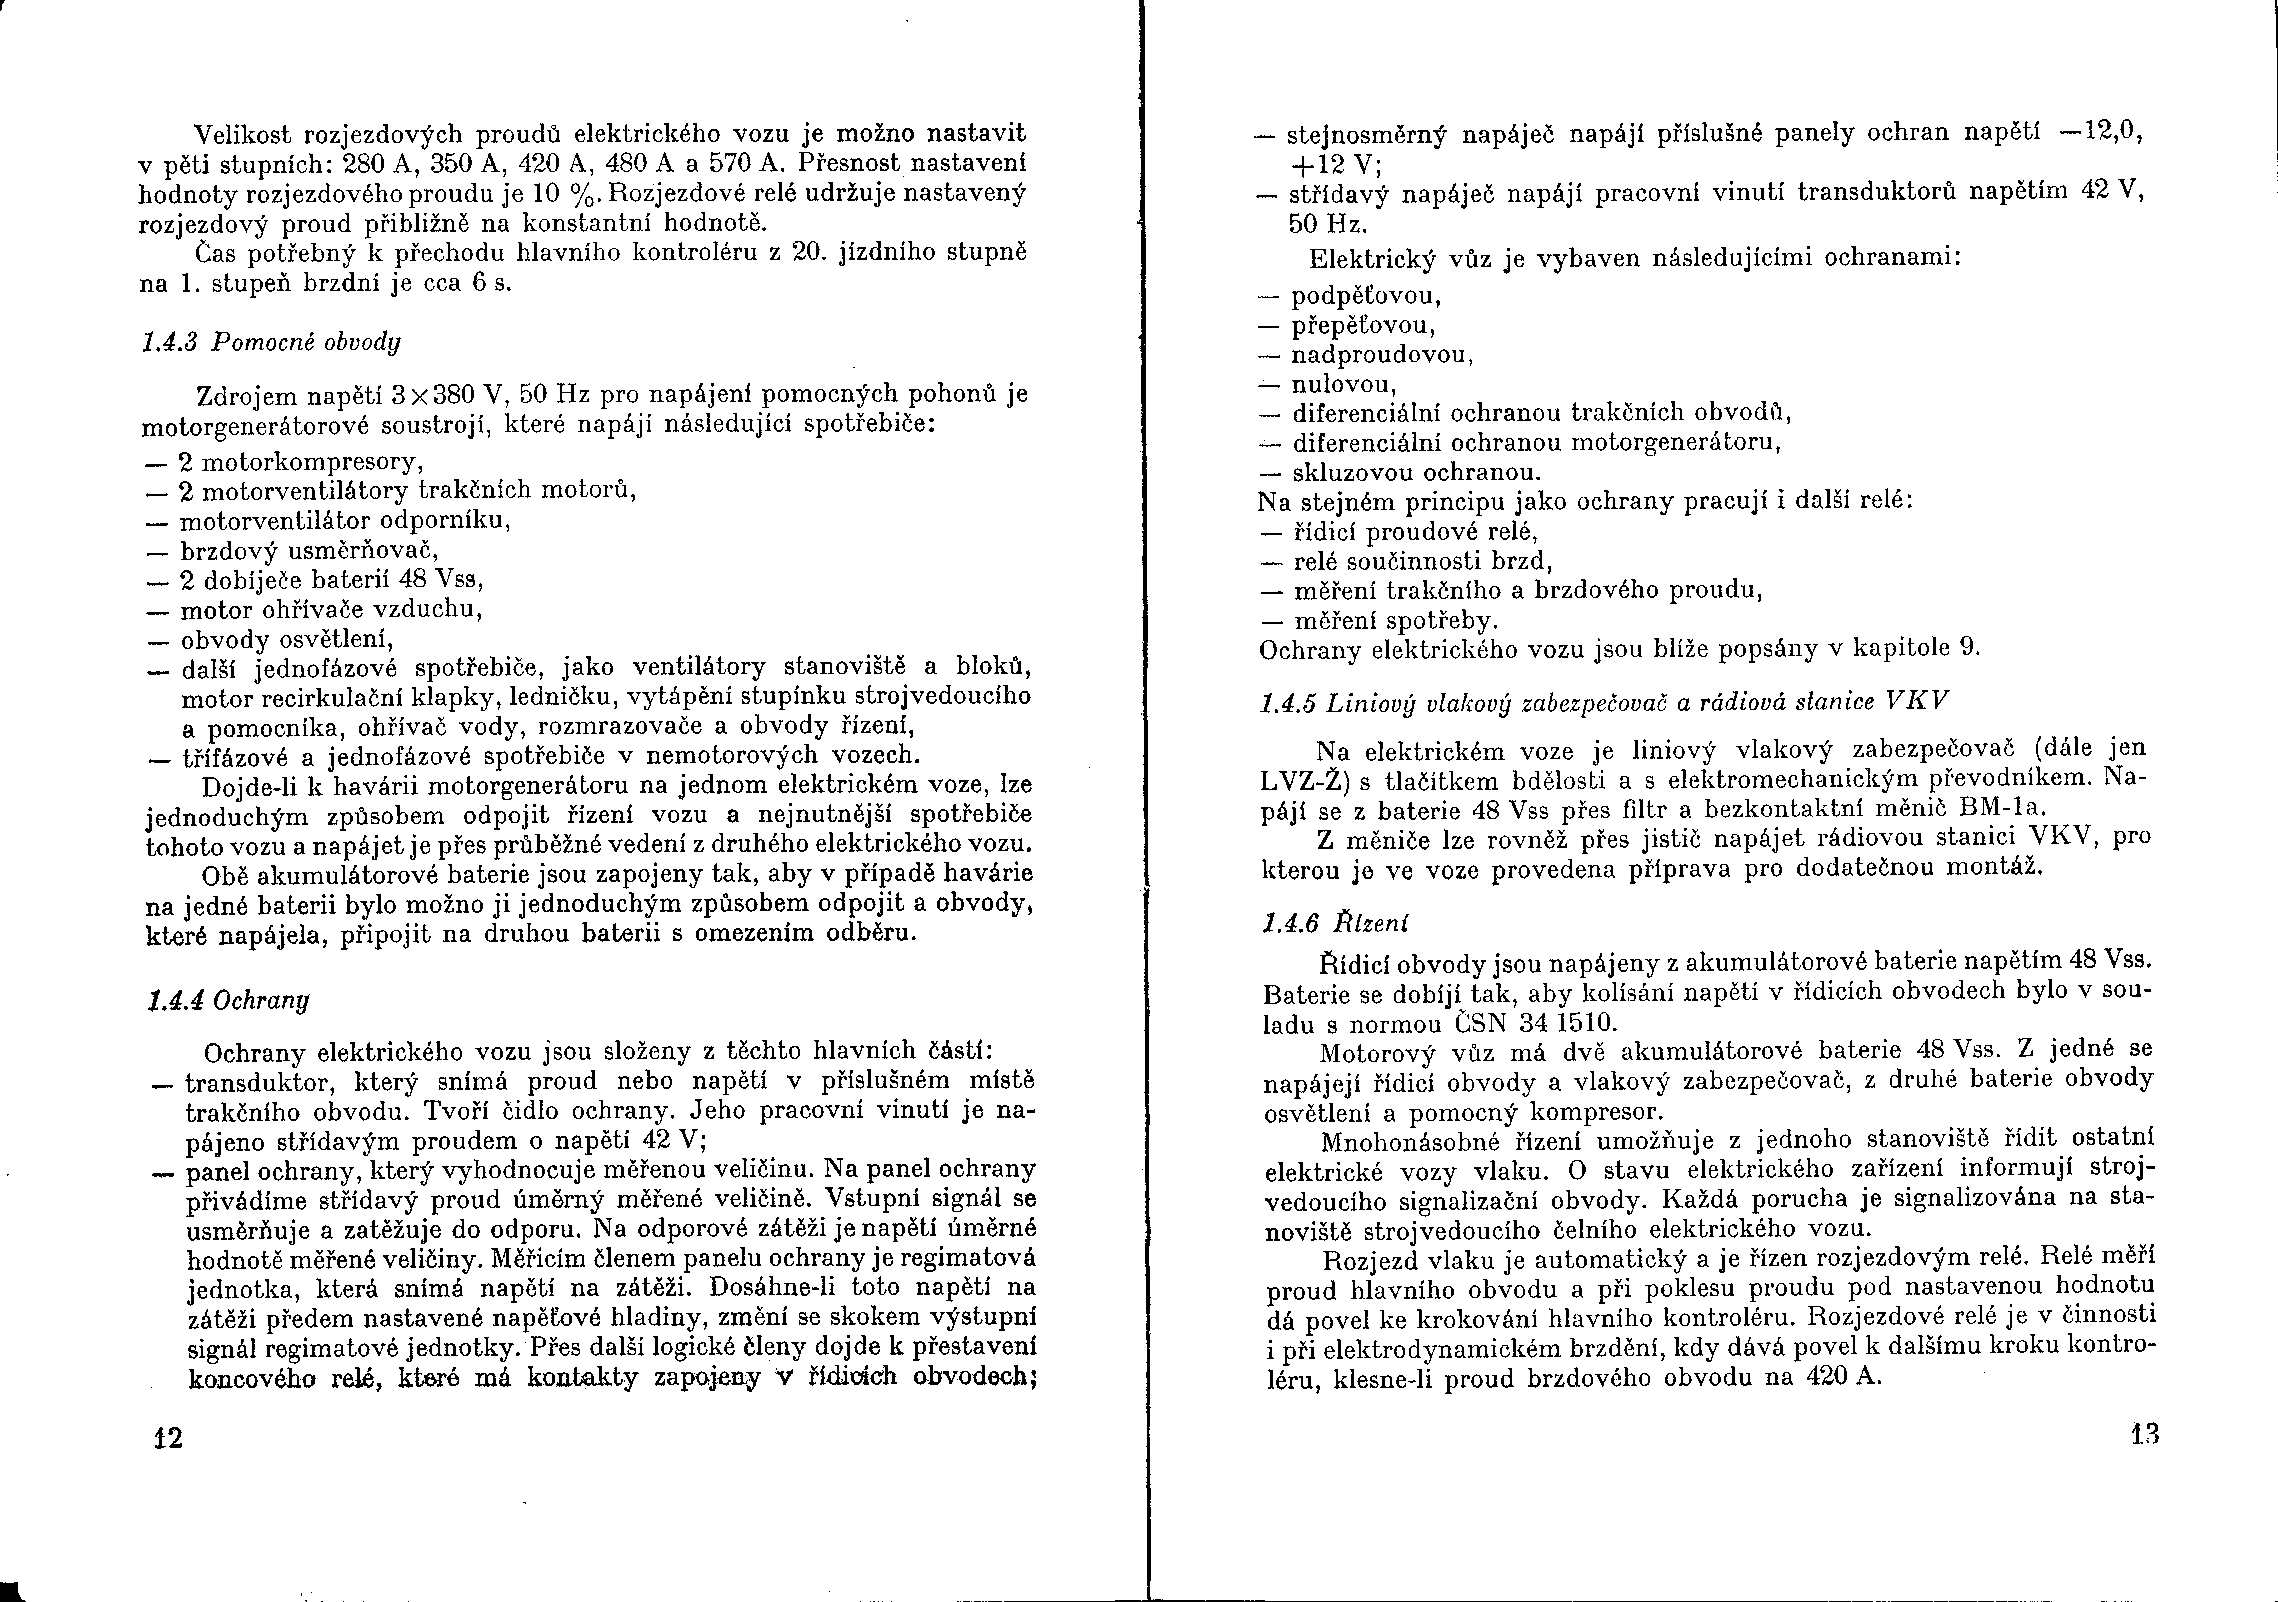 Velikost rozjezdových proudů elektrického vozu je možno nastavit
v pěti stupních: 280 A, 350 A, 420 A, 480 A a 570 A. Přesnost nastavení
hodnoty rozjezdového proudu je 10 %. Rozjezdové relé udržuje nastavený
rozjezdový proud přibližně na konstantní hodnotě.
Čas potřebný k přechodu hlavního kontroléru z 20. jízdního stupně
na 1. stupeň brzdní je cca 6 s.
1.4.3 Pomocné obvody
Zdrojem napětí 3×380 V, 50 Hz pro napájení pomocných pohonů je
motorgenerátorové soustrojí, které napájí následující spotřebiče:
— 2 motorkompresory,
— 2 motorventilátory trakčních motorů,
— motorventilátor odporníku,
— brzdový usměrňovač,
— 2 dobíječe baterií 48 Vss,
— motor ohřívače vzduchu,
— obvody osvětlení,
— další jednofázové spotřebiče, jako ventilátory stanoviště a bloků,
motor recirkulační klapky, ledničku, vytápění stupínku strojvedoucího
a pomocníka, ohřívač vody, rozmrazovače a obvody řízení,
— třífázové a jednofázové spotřebiče v nemotorových vozech.
Dojde-li k havárii motorgenerátoru na jednom elektrickém voze, lze
jednoduchým způsobem odpojit řízení vozu a nejnutnější spotřebiče
tohoto vozu a napájet je přes průběžné vedení z druhého elektrického vozu.
Obě akumulátorové baterie jsou zapojeny tak, aby v případě havárie
na jedné baterii bylo možno ji jednoduchým způsobem odpojit a obvody,
které napájela, připojit na druhou baterii s omezením odběru.
1.4.4 Ochrany
Ochrany elektrického vozu jsou složeny z těchto hlavních částí:
— transduktor, který snímá proud nebo napětí v příslušném místě
trakčního obvodu. Tvoří čidlo ochrany. Jeho pracovní vinutí je na-
pájeno střídavým proudem o napětí 42 V;
— panel ochrany, který vyhodnocuje měřenou veličinu. Na panel ochrany
přivádíme střídavý proud úměrný měřené veličině. Vstupní signál se
usměrňuje a zatěžuje do odporu. Na odporové zátěži je napětí úměrné
hodnotě měřené veličiny. Měřicím členem panelu ochrany je regimatová
jednotka, která snímá napětí na zátěži. Dosáhne-li toto napětí na
zátěži předem nastavené napěťové hladiny, změní se skokem výstupní
signál regimatové jednotky. Přes další logické členy dojde k přestavení
koncového relé, které má kontakty zapojeny v řídicích obvodech;
12
— stejnosměrný napáječ napájí příslušné panely ochran napětí —12,0,
+12 V;
— střídavý napáječ napájí pracovní vinutí transduktorů napětím 42 V,
50 Hz.
Elektrický vůz je vybaven následujícími ochranami:
— podpěťovou,
— přepěťovou,
— nadproudovou,
— nulovou,
— diferenciální ochranou trakčních obvodů,
— diferenciální ochranou motorgenerátoru,
— skluzovou ochranou.
Na stejném principu jako ochrany pracují i další relé:
— řídicí proudové relé,
— relé součinnosti brzd,
— měření trakčního a brzdového proudu,
— měření spotřeby.
Ochrany elektrického vozu jsou blíže popsány v kapitole 9.
1.4.5 Liniový vlakový zabezpečovač a rádiová stanice VKV
Na elektrickém voze je liniový vlakový zabezpečovač (dále jen
LVZ-Ž) s tlačítkem bdělosti a s elektromechanickým převodníkem. Na-
pájí se z baterie 48 Vss přes filtr a bezkontaktní měnič BM-1a.
Z měniče lze rovněž přes jistič napájet rádiovou stanici VKV, pro
kterou je ve voze provedena příprava pro dodatečnou montáž.
1.4.6 Řízení
Řídicí obvody jsou napájeny z akumulátorové baterie napětím 48 Vss.
Baterie se dobíjí tak, aby kolísání napětí v řídicích obvodech bylo v sou-
ladu s normou ČSN 34 1510.
Motorový vůz má dvě akumulátorové baterie 48 Vss. Z jedné se
napájejí řídicí obvody a vlakový zabezpečovač, z druhé baterie obvody
osvětlení a pomocný kompresor.
Mnohonásobné řízení umožňuje z jednoho stanoviště řídit ostatní
elektrické vozy vlaku. O stavu elektrického zařízení informují stroj-
vedoucího signalizační obvody. Každá porucha je signalizována na sta-
noviště strojvedoucího čelního elektrického vozu.
Rozjezd vlaku je automatický a je řízen rozjezdovým relé. Relé měří
proud hlavního obvodu a při poklesu proudu pod nastavenou hodnotu
dá povel ke krokování hlavního kontroléru. Rozjezdové relé je v činnosti
i při elektrodynamickém brzdění, kdy dává povel k dalšímu kroku kontro-
léru, klesne-li proud brzdového obvodu na 420 A.
13